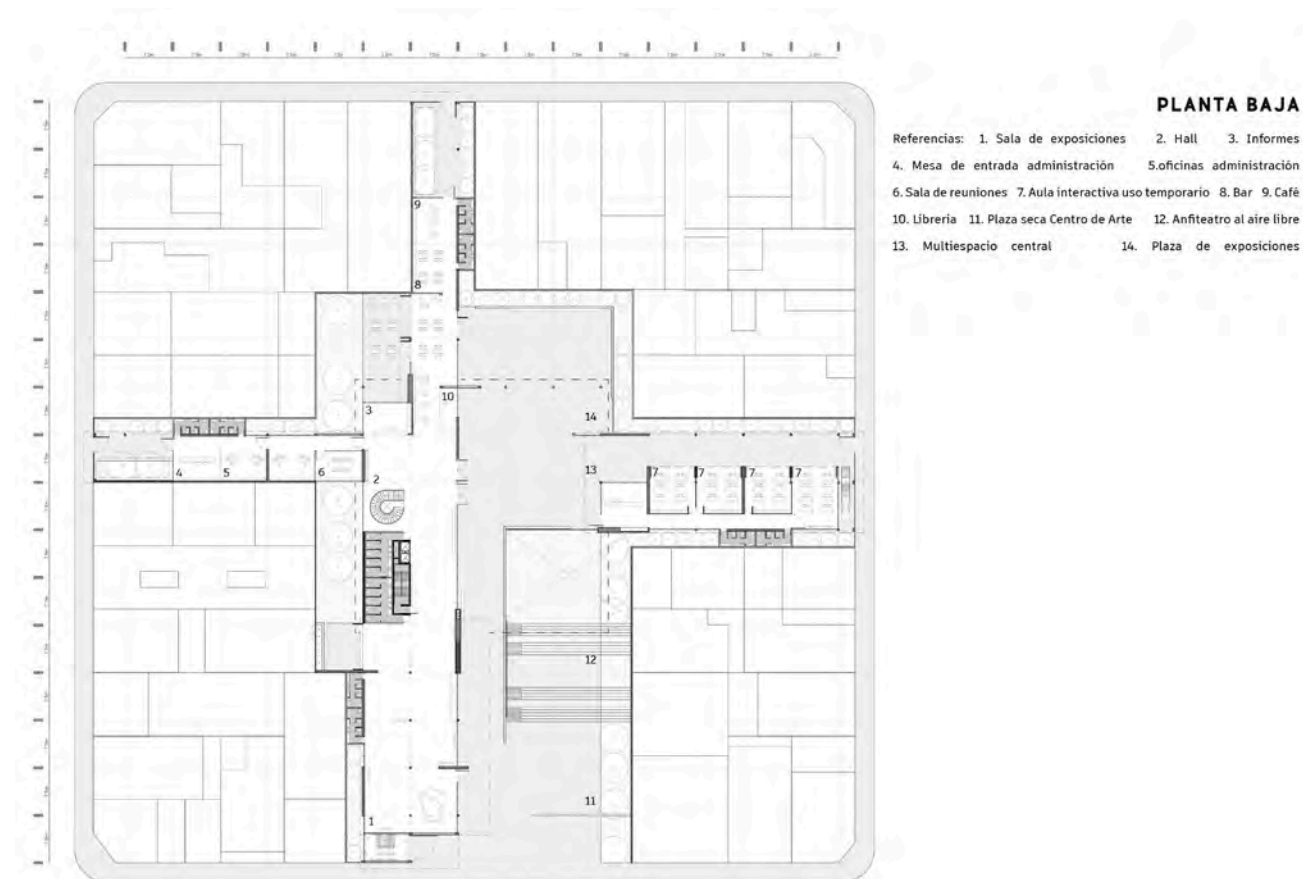 PLANTA BAJA
Referencias: 1. Sala de exposiciones 2. Hall 3. Informes
4. Mesa de entrada administración 5.oficinas administración
6. Sala de reuniones 7. Aula interactiva uso temporario 8. Bar 9. Café
10. Libreria 11. Plaza seca Centro de Arte 12. Anfiteatro al aire libre
13. Multiespacio central 14. Plaza de exposiciones
9
8
10
3
14
4 5 6
2
13
7 7 7 7
12
11
1